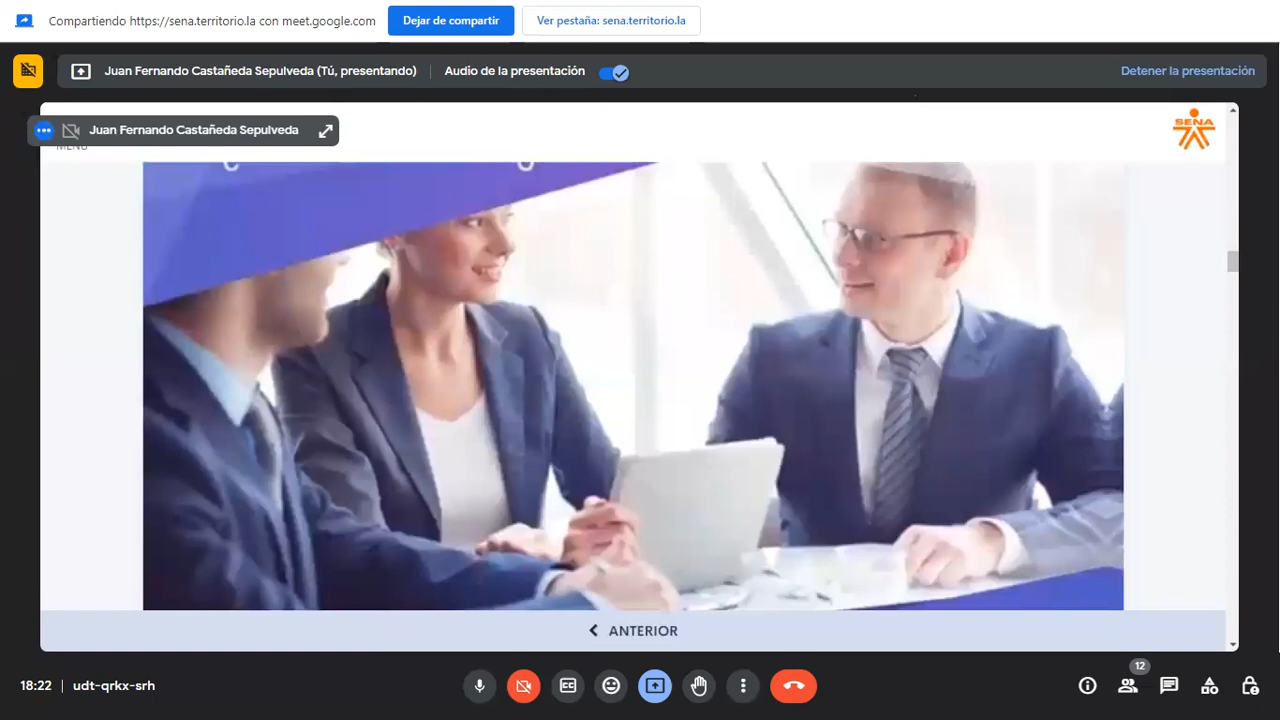 Compartiendo https://sena.territorio.la con meet.google.com
Dejar de compartir
Ver pestaña: sena.territorio.la
Juan Fernando Castañeda Sepulveda (Tú, presentando)
Audio de la presentación
Detener la presentación
Juan Fernando Castañeda Sepulveda
MENÚ
SENA
ANTERIOR
18:22
udt-qrkx-srh
12